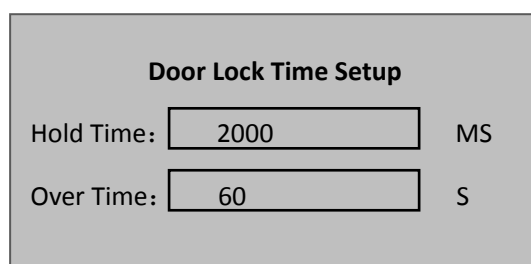 Door Lock Time Setup
Hold Time： 2000 MS
Over Time： 60 S